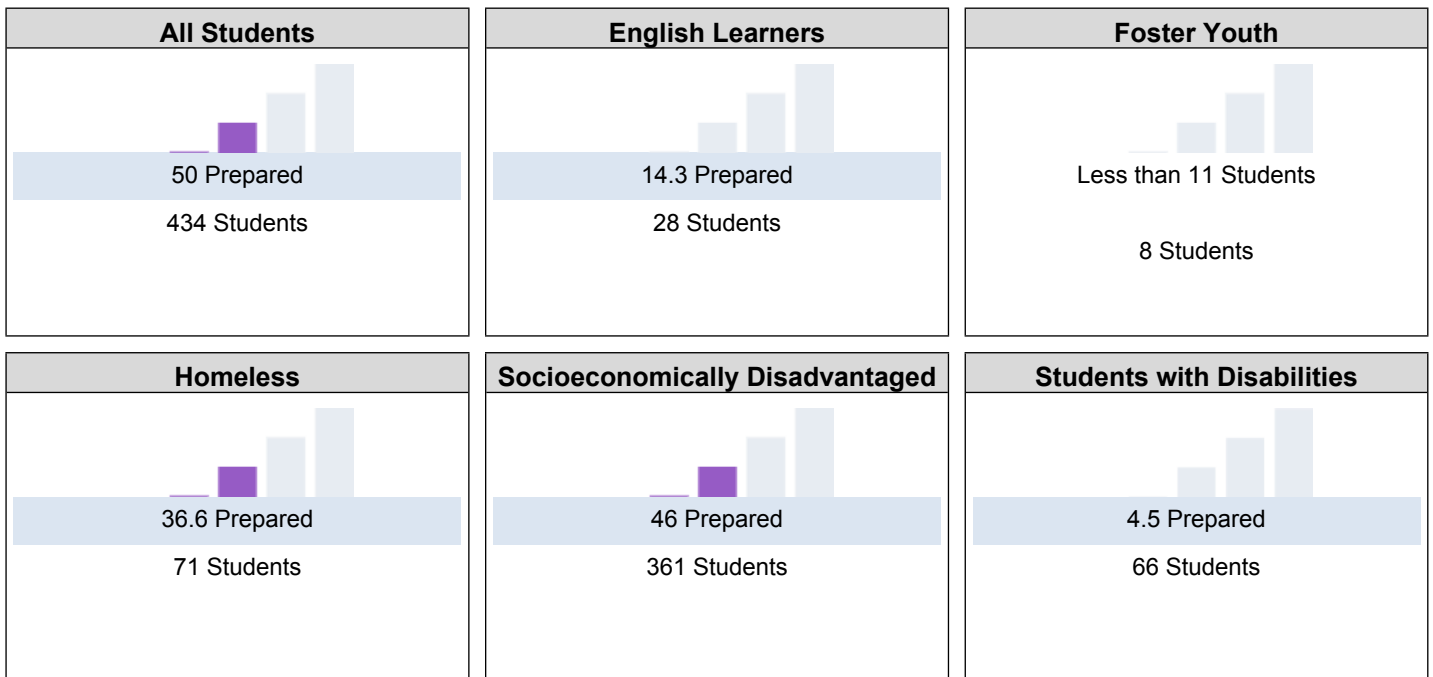 All Students
50 Prepared
434 Students
English Learners
14.3 Prepared
28 Students
Foster Youth
Less than 11 Students
8 Students
Homeless
36.6 Prepared
71 Students
Socioeconomically Disadvantaged
46 Prepared
361 Students
Students with Disabilities
4.5 Prepared
66 Students